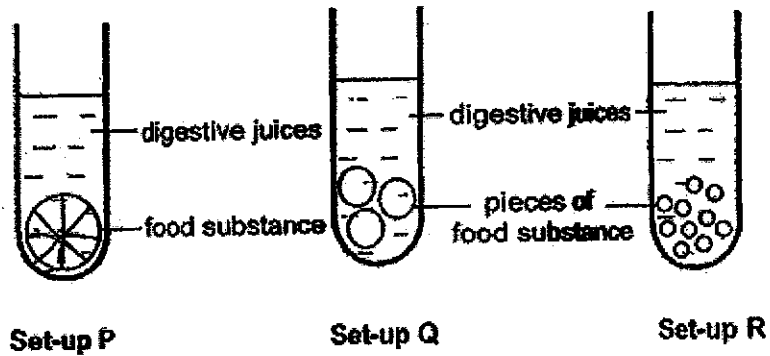 digestive juices
food substance
digestive juices
pieces of
food substance
Set-up P
Set-up Q
Set-up R